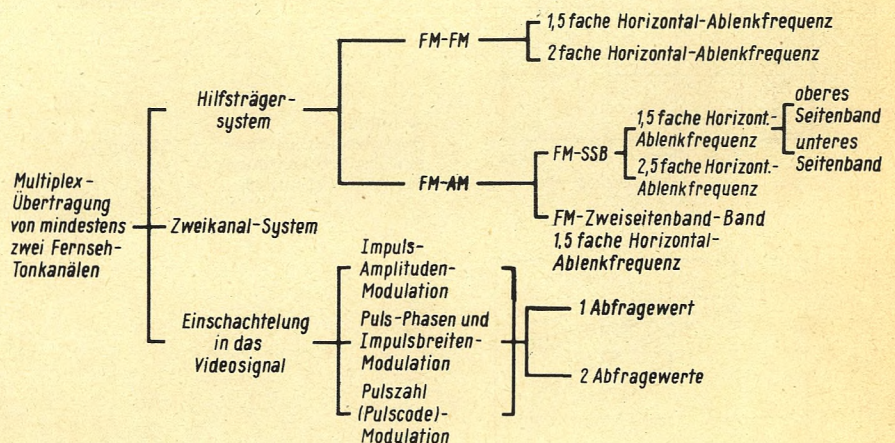 Multiplex-
Übertragung
von mindestens
zwei Fernseh-
Tonkanälen
Hilfsträger-
system
FM-FM
1,5 fache Horizontal-Ablenkfrequenz
2 fache Horizontal-Ablenkfrequenz
FM-AM
FM-SSB
1,5 fache Horizont.-
Ablenkfrequenz
oberes
Seitenband
unteres
Seitenband
2,5 fache Horizont.-
Ablenkfrequenz
FM-Zweiseitenband-Band
1,5 fache Horizontal-
Ablenkfrequenz
Zweikanal-System
Einschachtelung
in das
Videosignal
Impuls-
Amplituden-
Modulation
Puls-Phasen und
Impulsbreiten-
Modulation
Pulszahl
(Pulscode)-
Modulation
1 Abfragewert
2 Abfragewerte